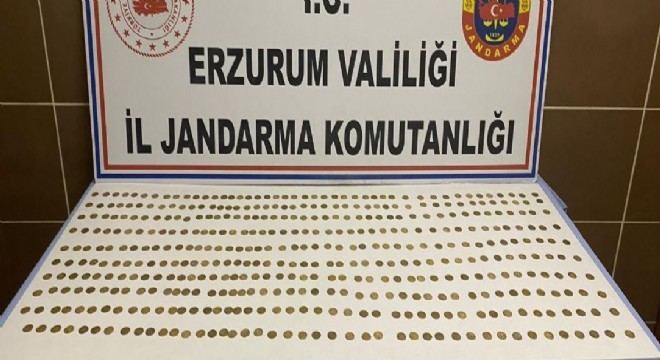 T.C.
ERZURUM VALİLİĞİ
İL JANDARMA KOMUTANLIĞI
JANDARMA